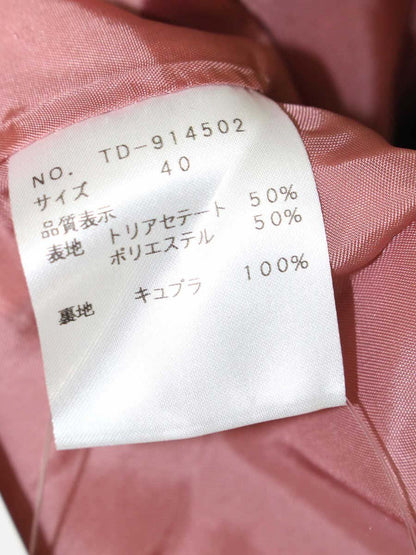 NO. TD-914502
サイズ 40
品質表示
表地 トリアセテート 50%
ポリエステル 50%
裏地 キュプラ 100%